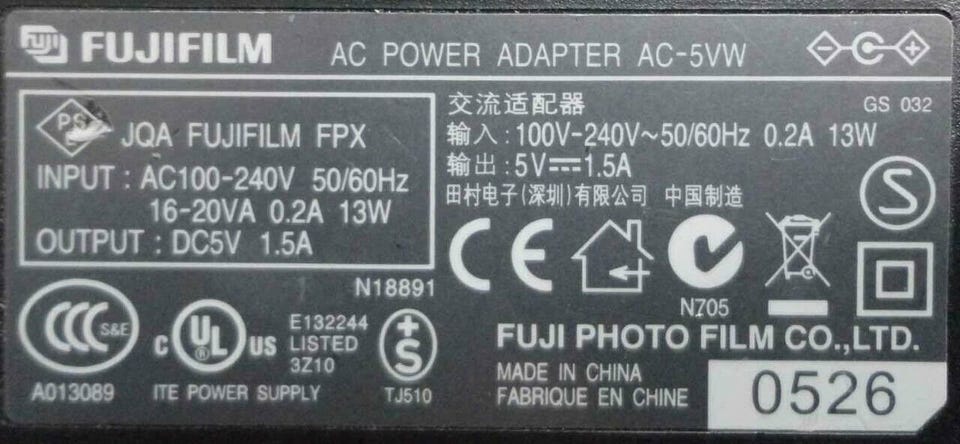 FUJI FUJIFILM AC POWER ADAPTER AC-5VW
PS JQA FUJIFILM FPX
INPUT : AC100-240V 50/60Hz
16-20VA 0.2A 13W
OUTPUT : DC5V 1.5A
交流适配器 GS 032
输入 : 100V-240V~50/60Hz 0.2A 13W
输出 : 5V⎓1.5A
田村电子(深圳)有限公司 中国制造
S
N18891
CE
N705
CCC S&E
A013089
c UL US
E132244
LISTED
3Z10
ITE POWER SUPPLY
+S
TJ510
FUJI PHOTO FILM CO.,LTD.
MADE IN CHINA
FABRIQUE EN CHINE
0526